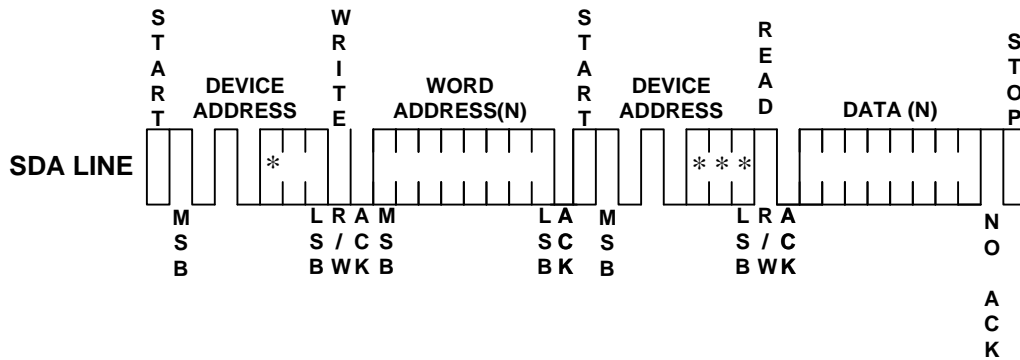 START
WRITE
START
READ
STOP
DEVICE
ADDRESS
WORD
ADDRESS(N)
DEVICE
ADDRESS
DATA (N)
SDA LINE
*
* * *
MSB
LSB
R/W
ACK
MSB
LSB
ACK
MSB
LSB
R/W
ACK
NO ACK